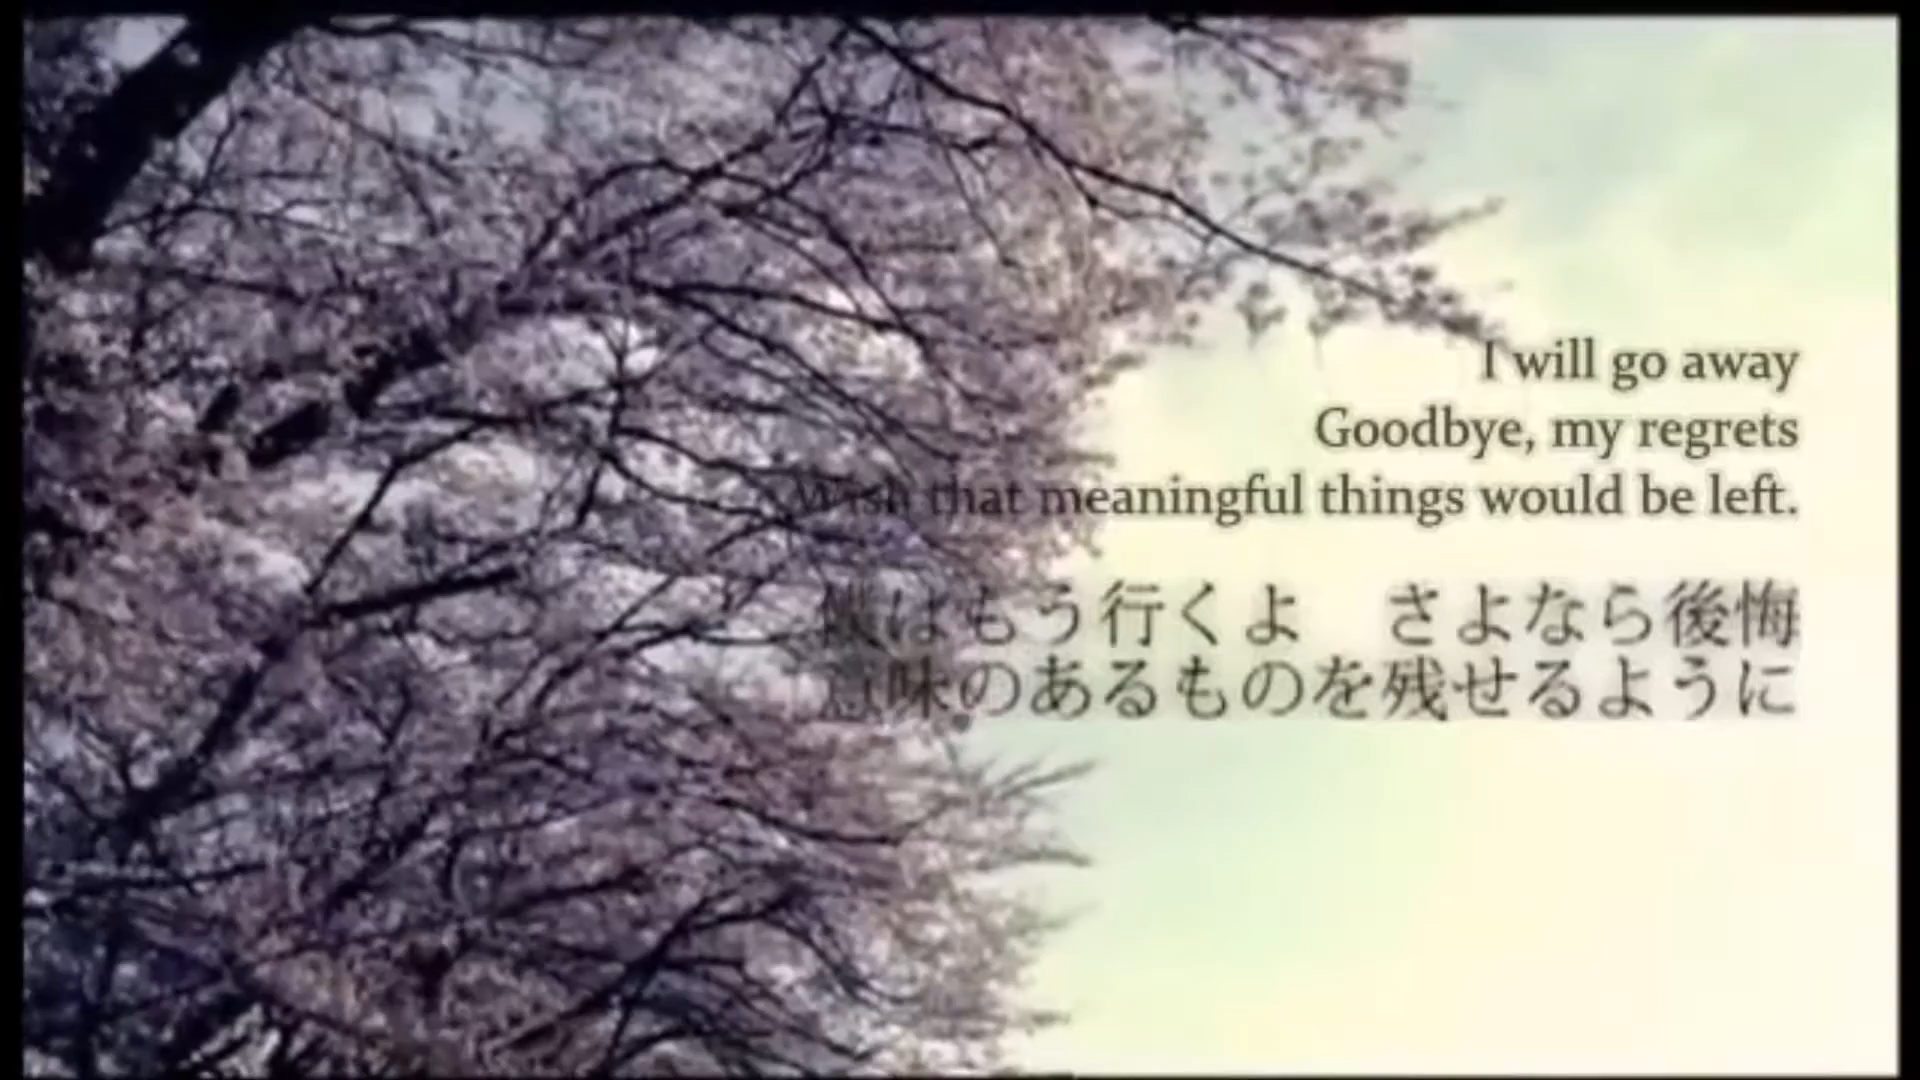 I will go away
Goodbye, my regrets
Wish that meaningful things would be left.
僕はもう行くよ　さよなら後悔
意味のあるものを残せるように